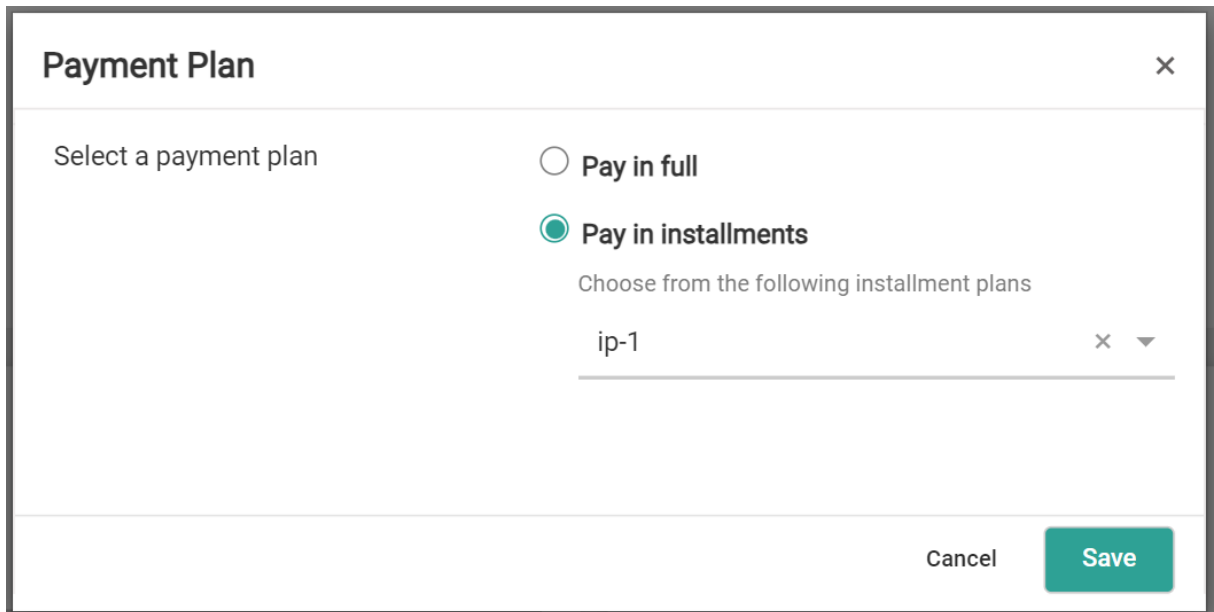 Payment Plan
Select a payment plan
Pay in full
Pay in installments
Choose from the following installment plans
ip-1
Cancel
Save